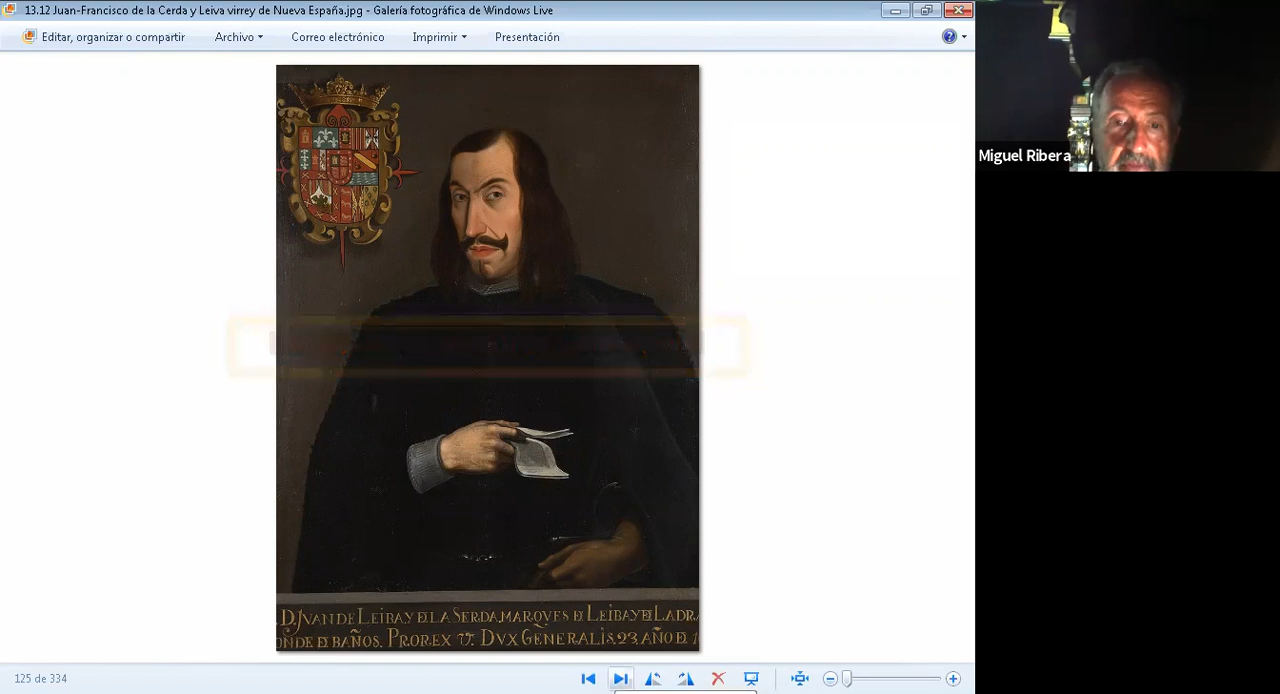 13.12 Juan-Francisco de la Cerda y Leiva virrey de Nueva España.jpg - Galería fotográfica de Windows Live
Editar, organizar o compartir Archivo Correo electrónico Imprimir Presentación
Miguel Ribera
D. JVAN DE LEIBA Y E LA SERDA, MARQVES DE LEIBA Y DE LADRA
ONDE DE BAÑOS. PROREX V. DVX GENERALIS 23 AÑO DE 1
125 de 334